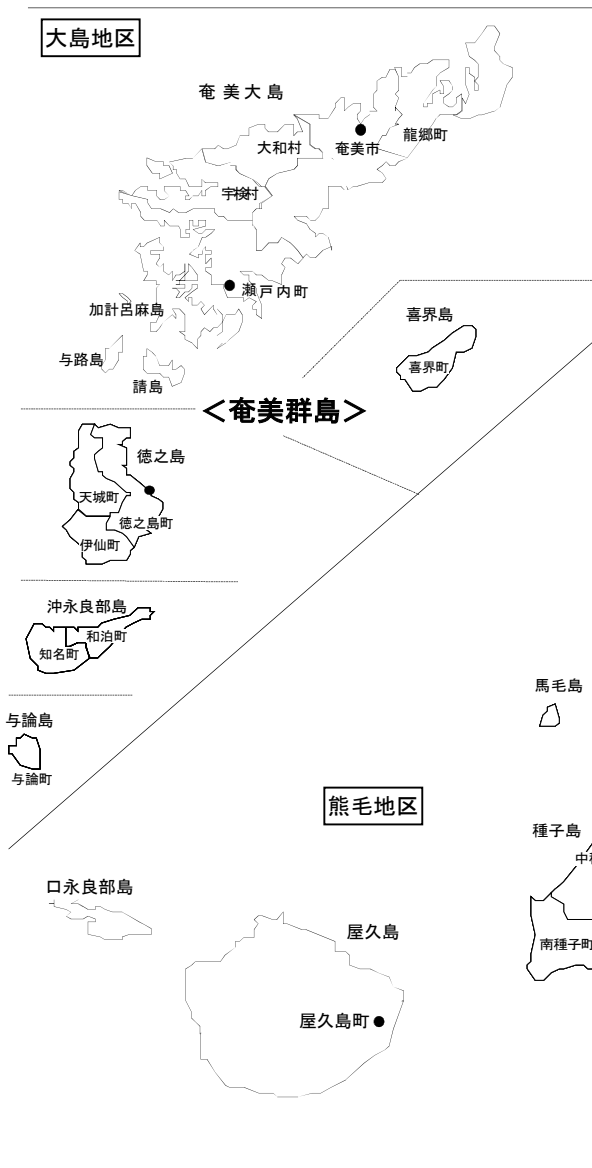 大島地区
奄美大島
大和村
奄美市
龍郷町
宇検村
瀬戸内町
加計呂麻島
与路島
請島
喜界島
喜界町
＜奄美群島＞
徳之島
天城町
徳之島町
伊仙町
沖永良部島
和泊町
知名町
与論島
与論町
馬毛島
熊毛地区
種子島
中種
南種子町
口永良部島
屋久島
屋久島町